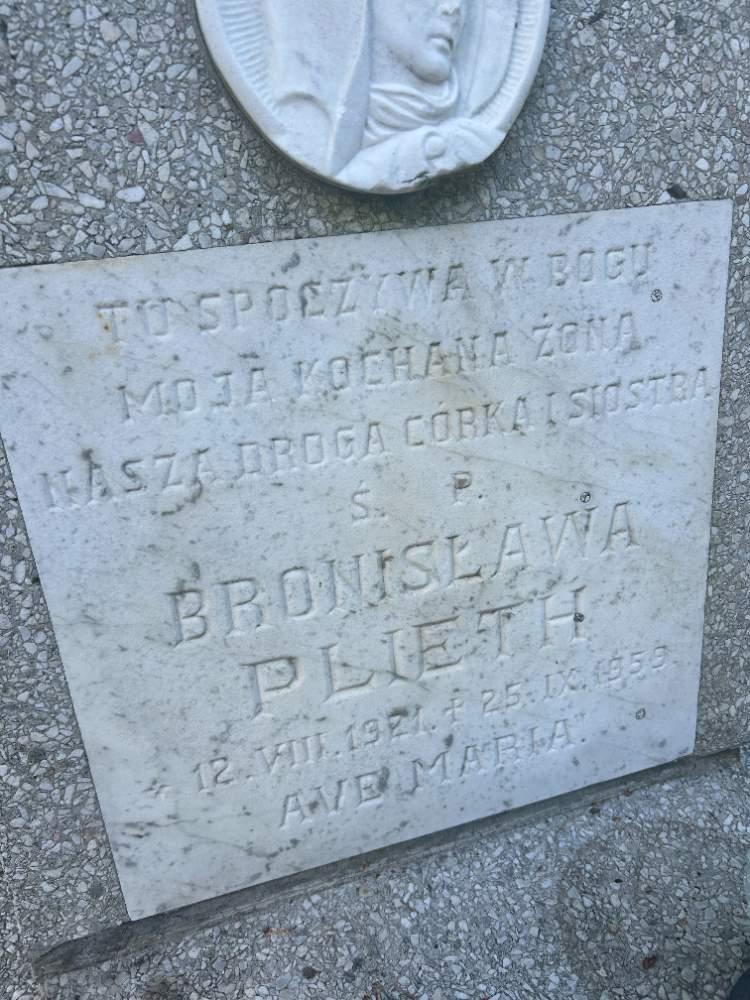 TU SPOCZYWA W BOGU
MOJA KOCHANA ŻONA
NASZA DROGA CÓRKA I SIOSTRA
Ś. P.
BRONISŁAWA
PLIETH
* 12. VIII. 1921. † 25. IX. 1959
AVE MARIA.